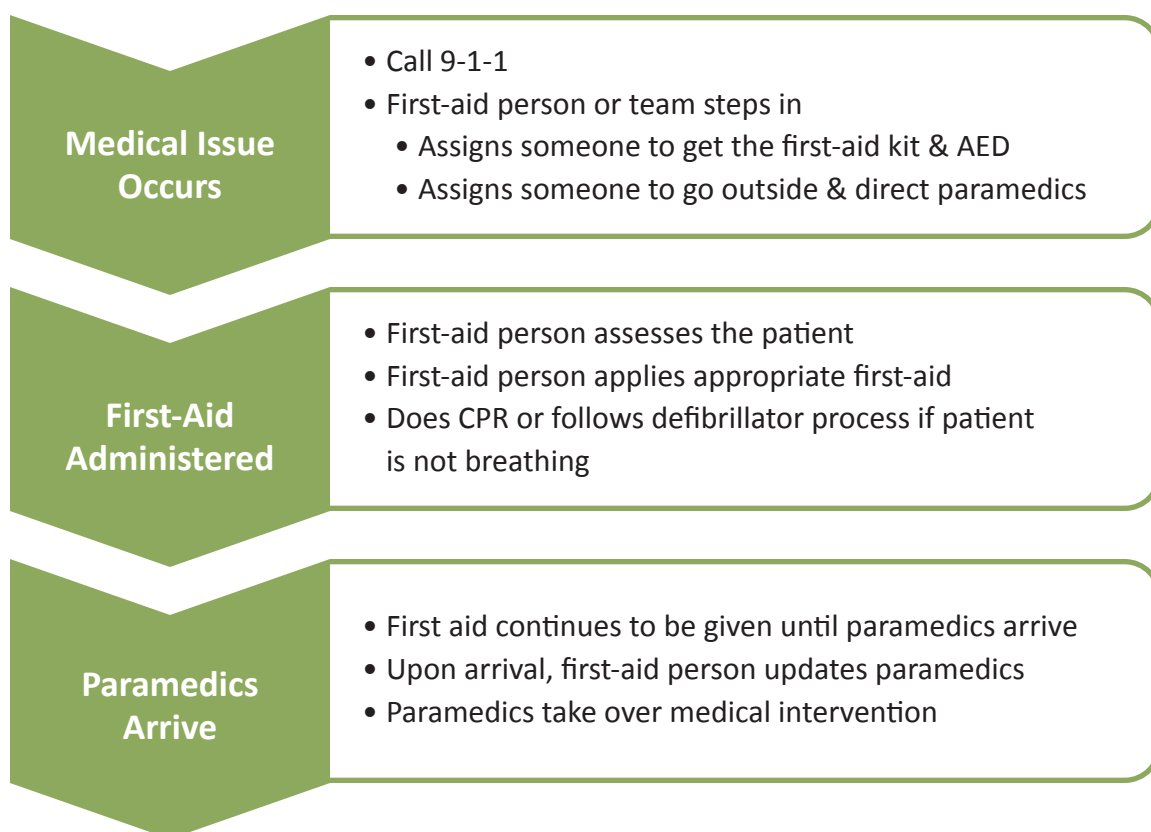 Medical Issue
Occurs
• Call 9-1-1
• First-aid person or team steps in
• Assigns someone to get the first-aid kit & AED
• Assigns someone to go outside & direct paramedics
First-Aid
Administered
• First-aid person assesses the patient
• First-aid person applies appropriate first-aid
• Does CPR or follows defibrillator process if patient
is not breathing
Paramedics
Arrive
• First aid continues to be given until paramedics arrive
• Upon arrival, first-aid person updates paramedics
• Paramedics take over medical intervention